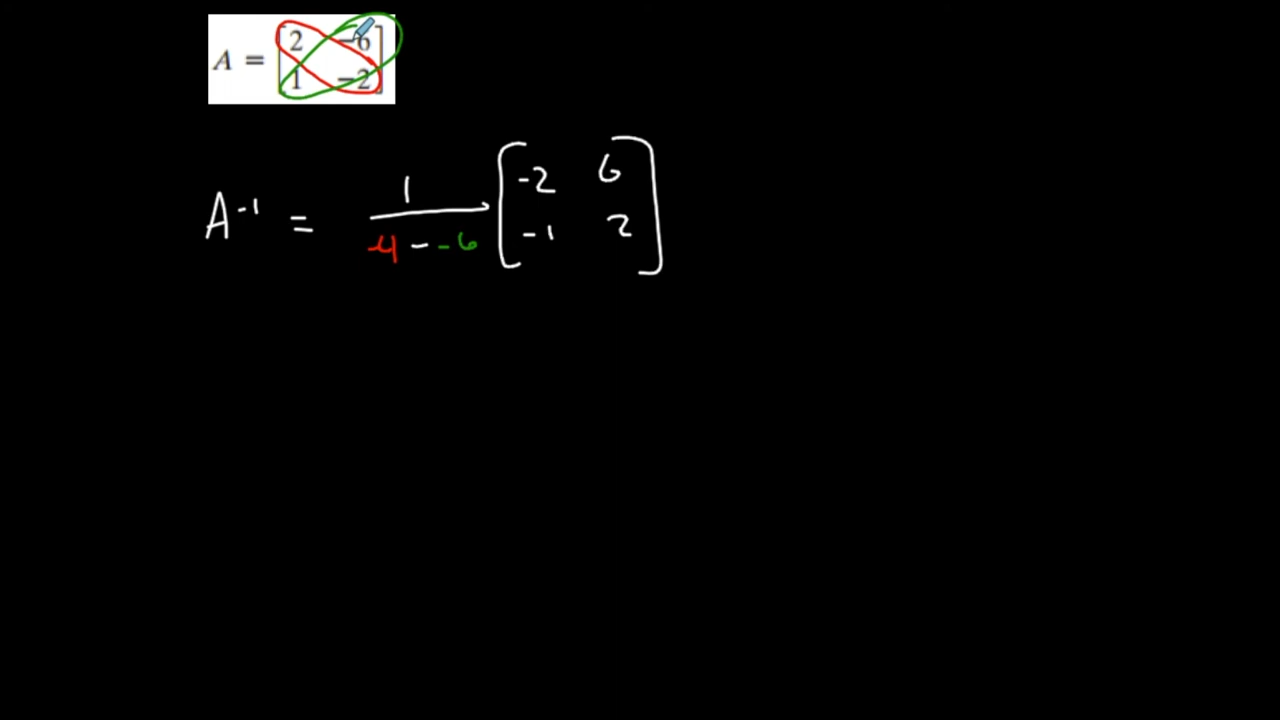 A = [2 −6
1 −2]
A⁻¹ = 1/(-4 - -6) [-2 6
-1 2]